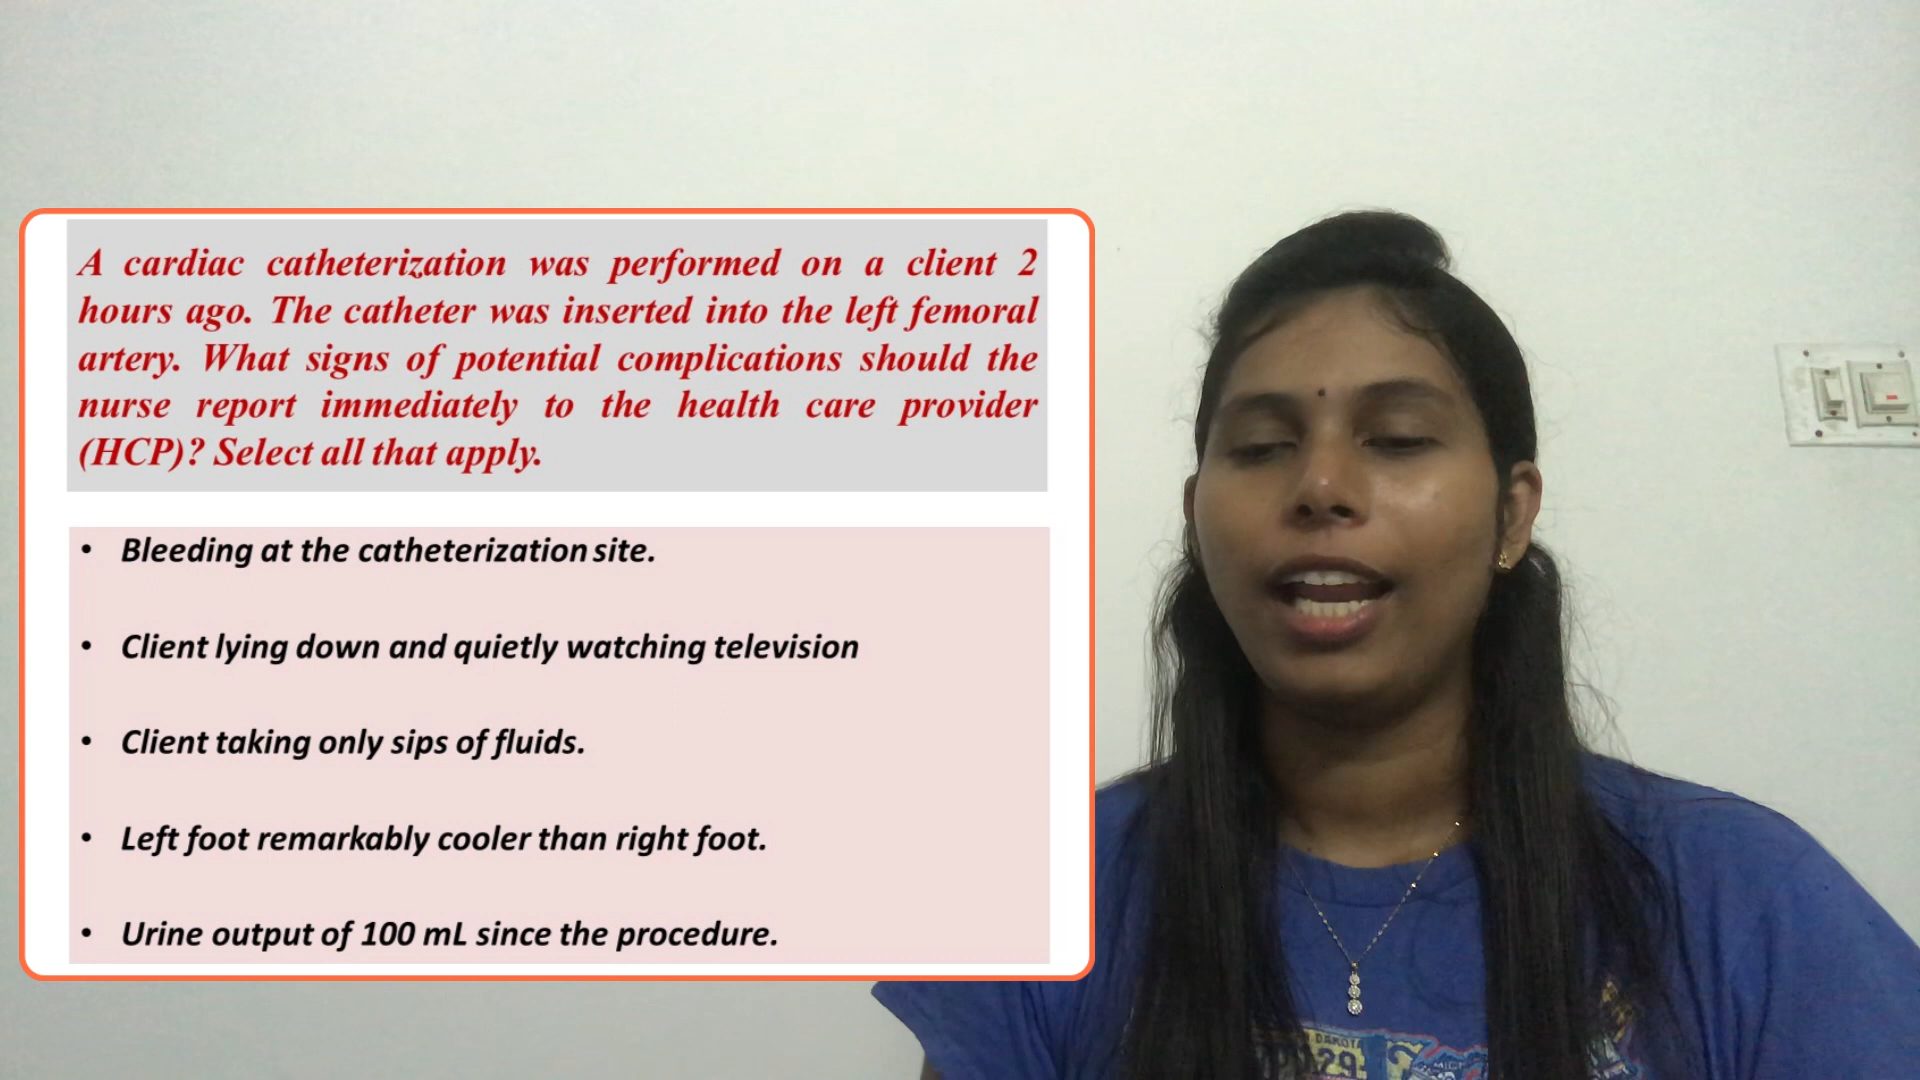 A cardiac catheterization was performed on a client 2
hours ago. The catheter was inserted into the left femoral
artery. What signs of potential complications should the
nurse report immediately to the health care provider
(HCP)? Select all that apply.
• Bleeding at the catheterization site.
• Client lying down and quietly watching television
• Client taking only sips of fluids.
• Left foot remarkably cooler than right foot.
• Urine output of 100 mL since the procedure.
DAKOTA
29